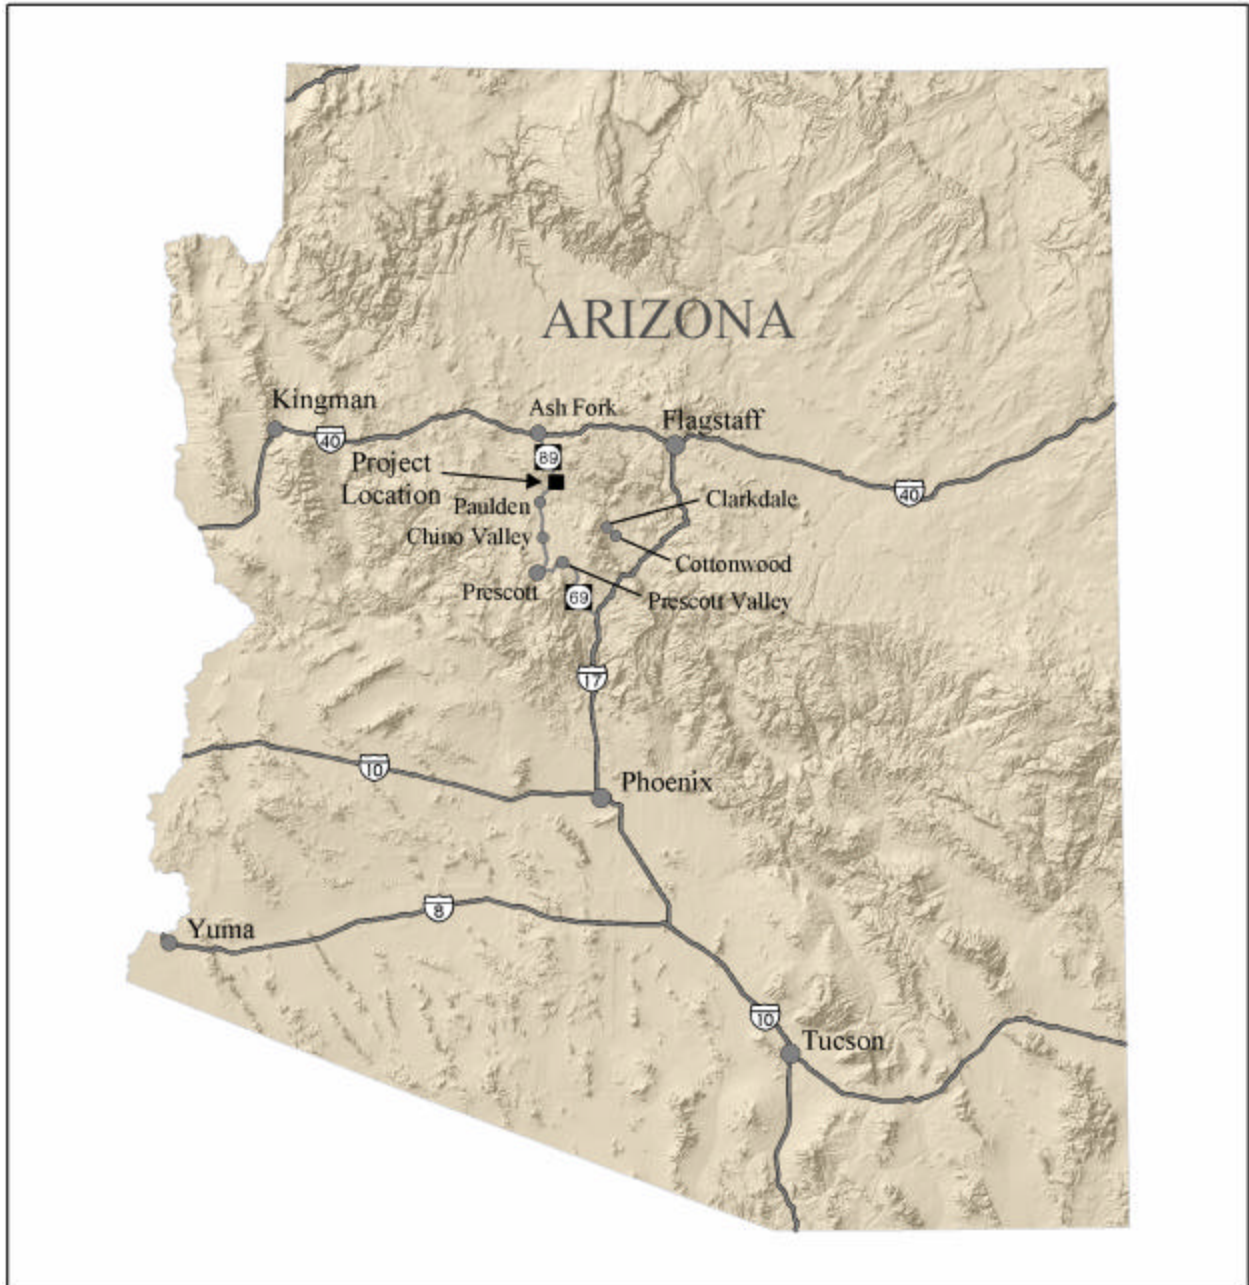 ARIZONA
Kingman
Ash Fork
Flagstaff
40
89
Project
Location
40
Clarkdale
Paulden
Chino Valley
Cottonwood
Prescott
69
Prescott Valley
17
10
Phoenix
8
Yuma
10
Tucson